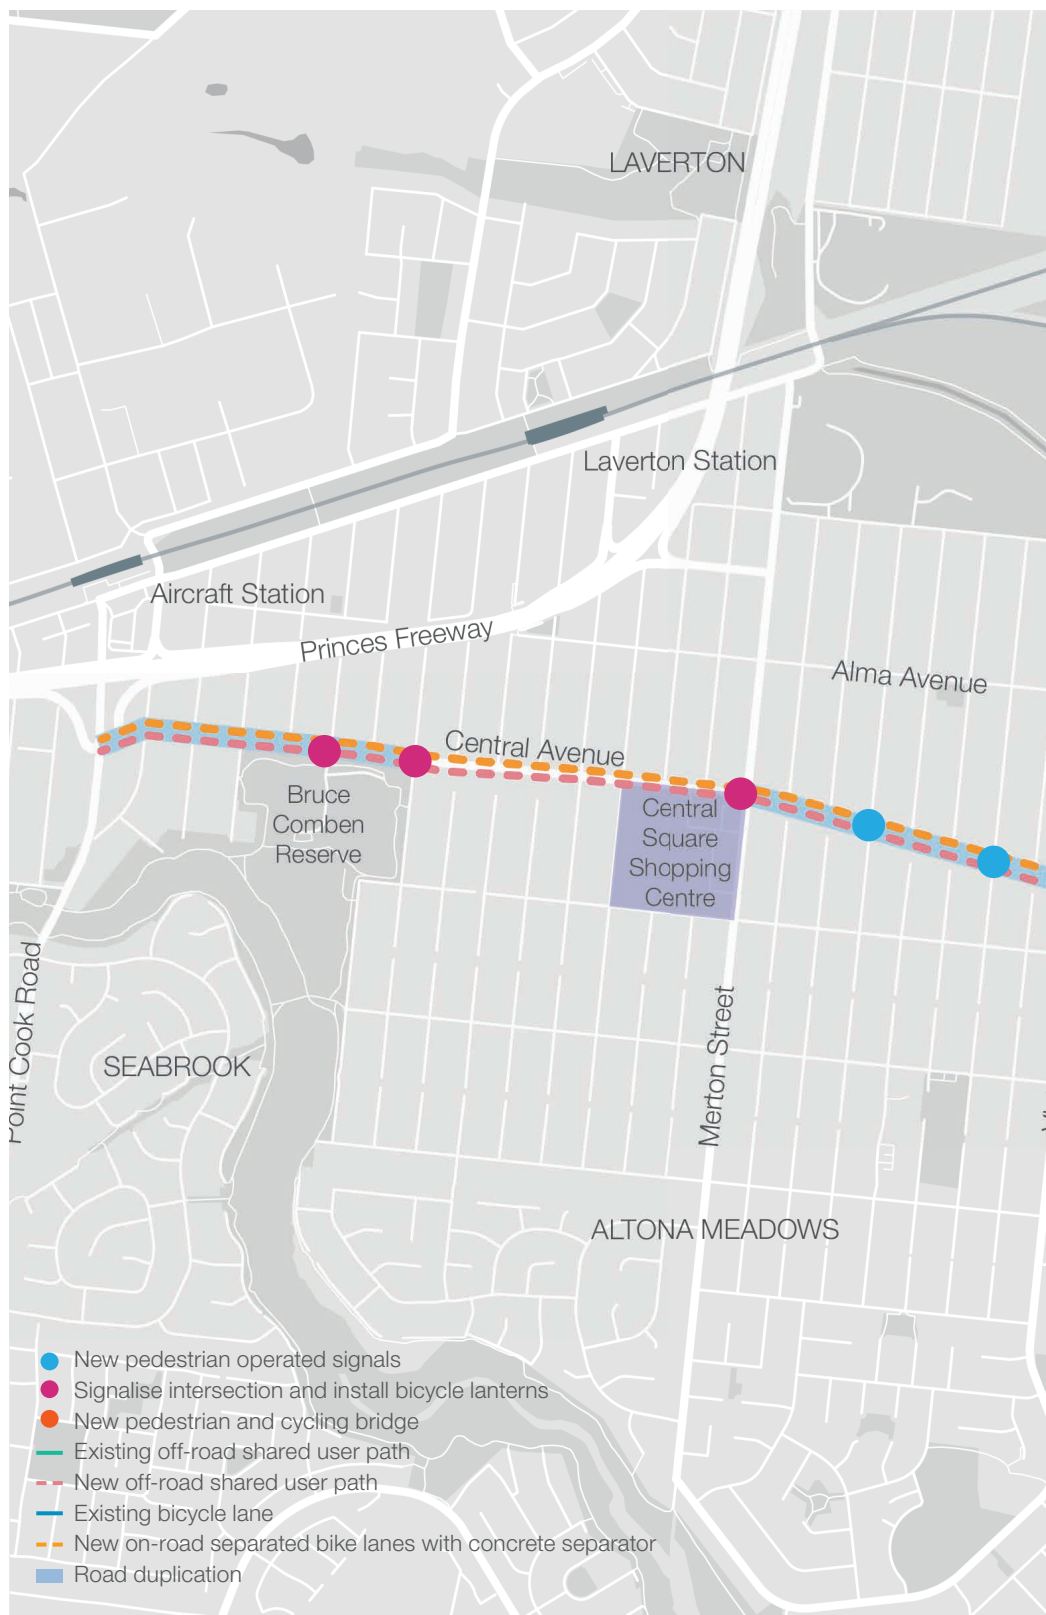 LAVERTON
Laverton Station
Aircraft Station
Princes Freeway
Alma Avenue
Central Avenue
Bruce
Comben
Reserve
Central
Square
Shopping
Centre
Point Cook Road
Merton Street
SEABROOK
ALTONA MEADOWS
New pedestrian operated signals
Signalise intersection and install bicycle lanterns
New pedestrian and cycling bridge
Existing off-road shared user path
New off-road shared user path
Existing bicycle lane
New on-road separated bike lanes with concrete separator
Road duplication